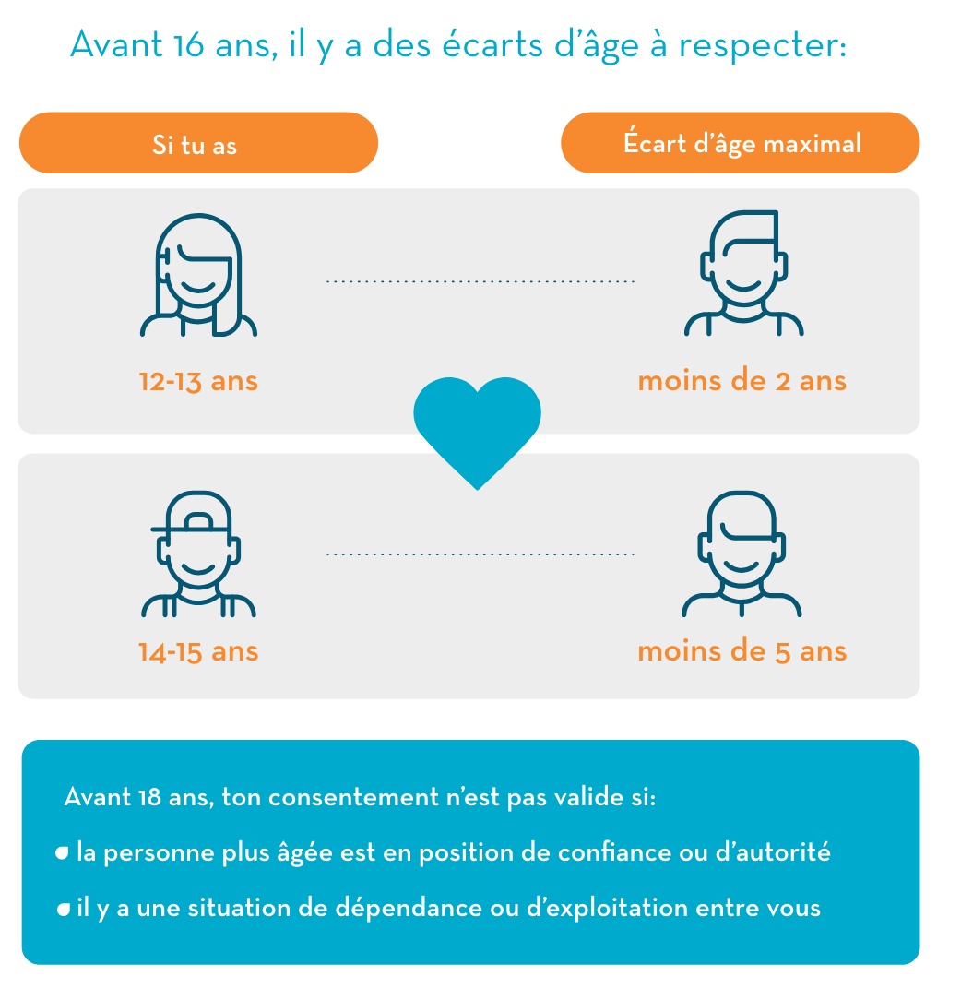 Avant 16 ans, il y a des écarts d’âge à respecter:
Si tu as
Écart d’âge maximal
12-13 ans
moins de 2 ans
14-15 ans
moins de 5 ans
Avant 18 ans, ton consentement n’est pas valide si:
la personne plus âgée est en position de confiance ou d’autorité
il y a une situation de dépendance ou d’exploitation entre vous